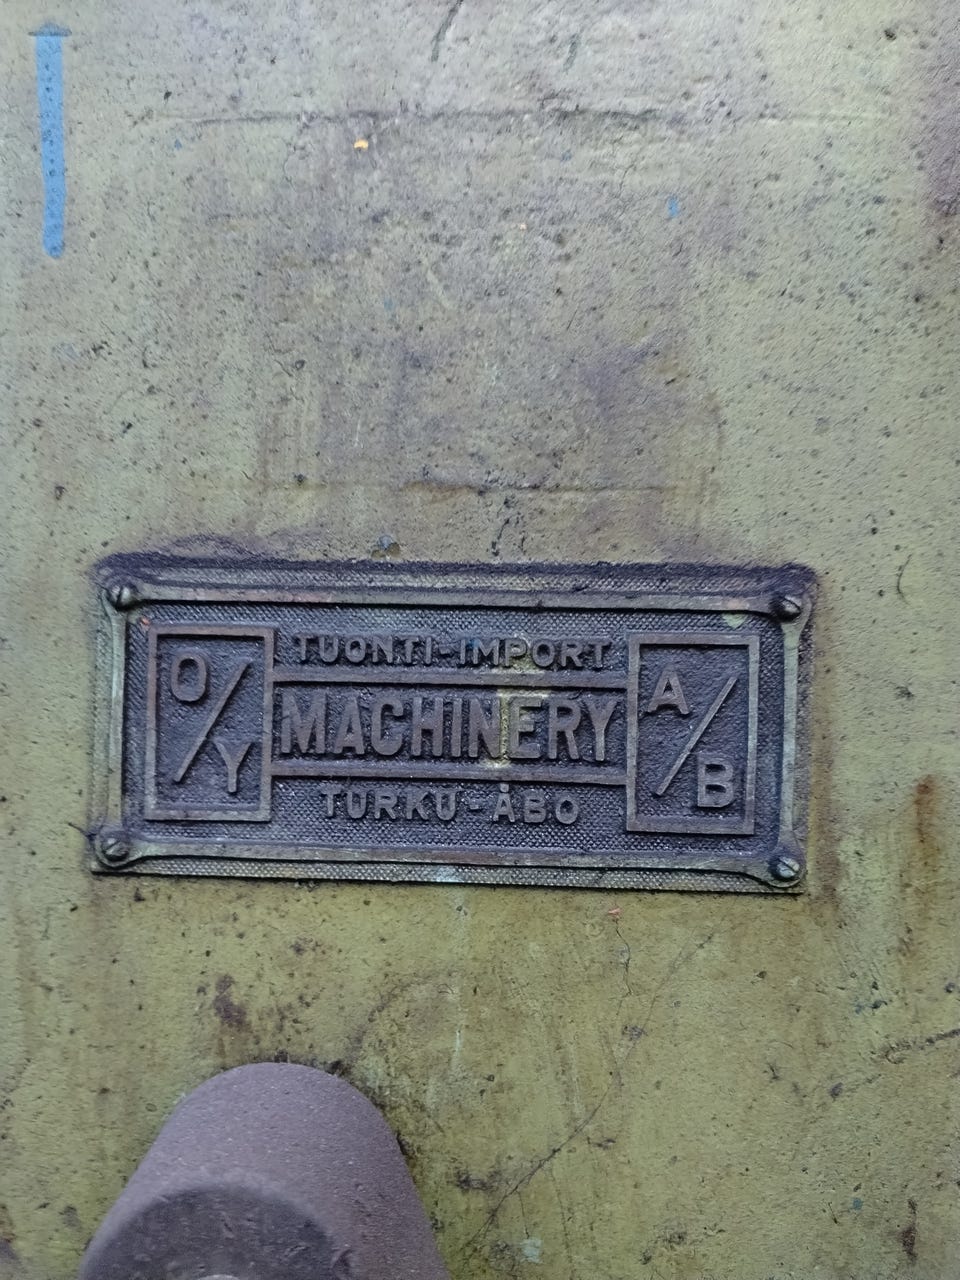 O/Y
TUONTI-IMPORT
MACHINERY
TURKU-ÅBO
A/B